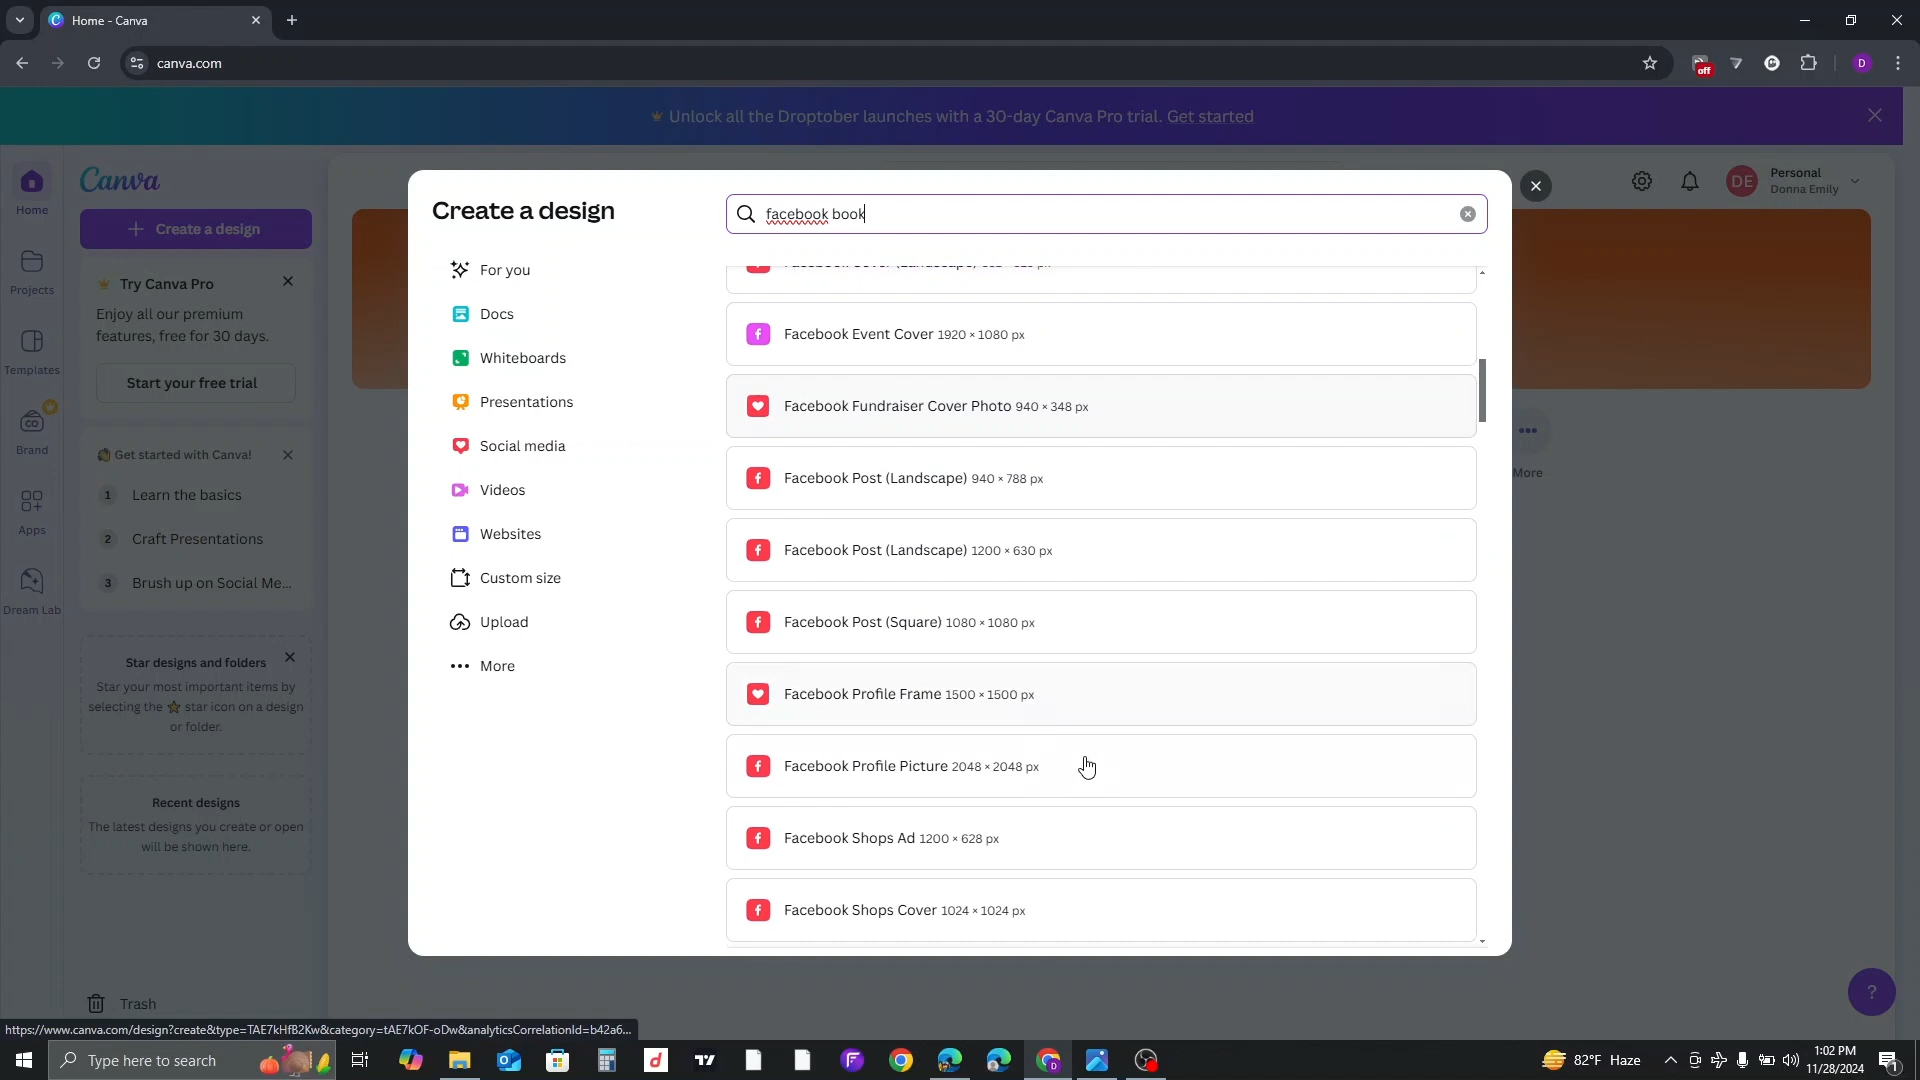 Home - Canva
canva.com
off
D
Unlock all the Droptober launches with a 30-day Canva Pro trial. Get started
Home
Projects
Templates
Brand
Apps
Dream Lab
Canva
Create a design
Try Canva Pro
Enjoy all our premium
features, free for 30 days.
Start your free trial
Get started with Canva!
1 Learn the basics
2 Craft Presentations
3 Brush up on Social Me...
Star designs and folders
Star your most important items by
selecting the star icon on a design
or folder.
Recent designs
The latest designs you create or open
will be shown here.
Trash
DE
Personal
Donna Emily
More
Create a design
facebook book
For you
Docs
Whiteboards
Presentations
Social media
Videos
Websites
Custom size
Upload
More
Facebook Event Cover 1920 × 1080 px
Facebook Fundraiser Cover Photo 940 × 348 px
Facebook Post (Landscape) 940 × 788 px
Facebook Post (Landscape) 1200 × 630 px
Facebook Post (Square) 1080 × 1080 px
Facebook Profile Frame 1500 × 1500 px
Facebook Profile Picture 2048 × 2048 px
Facebook Shops Ad 1200 × 628 px
Facebook Shops Cover 1024 × 1024 px
?
https://www.canva.com/design?create&type=TAE7kHfB2Kw&category=tAE7kOF-oDw&analyticsCorrelationId=b42a6...
Type here to search
82°F Haze
1:02 PM
11/28/2024
1